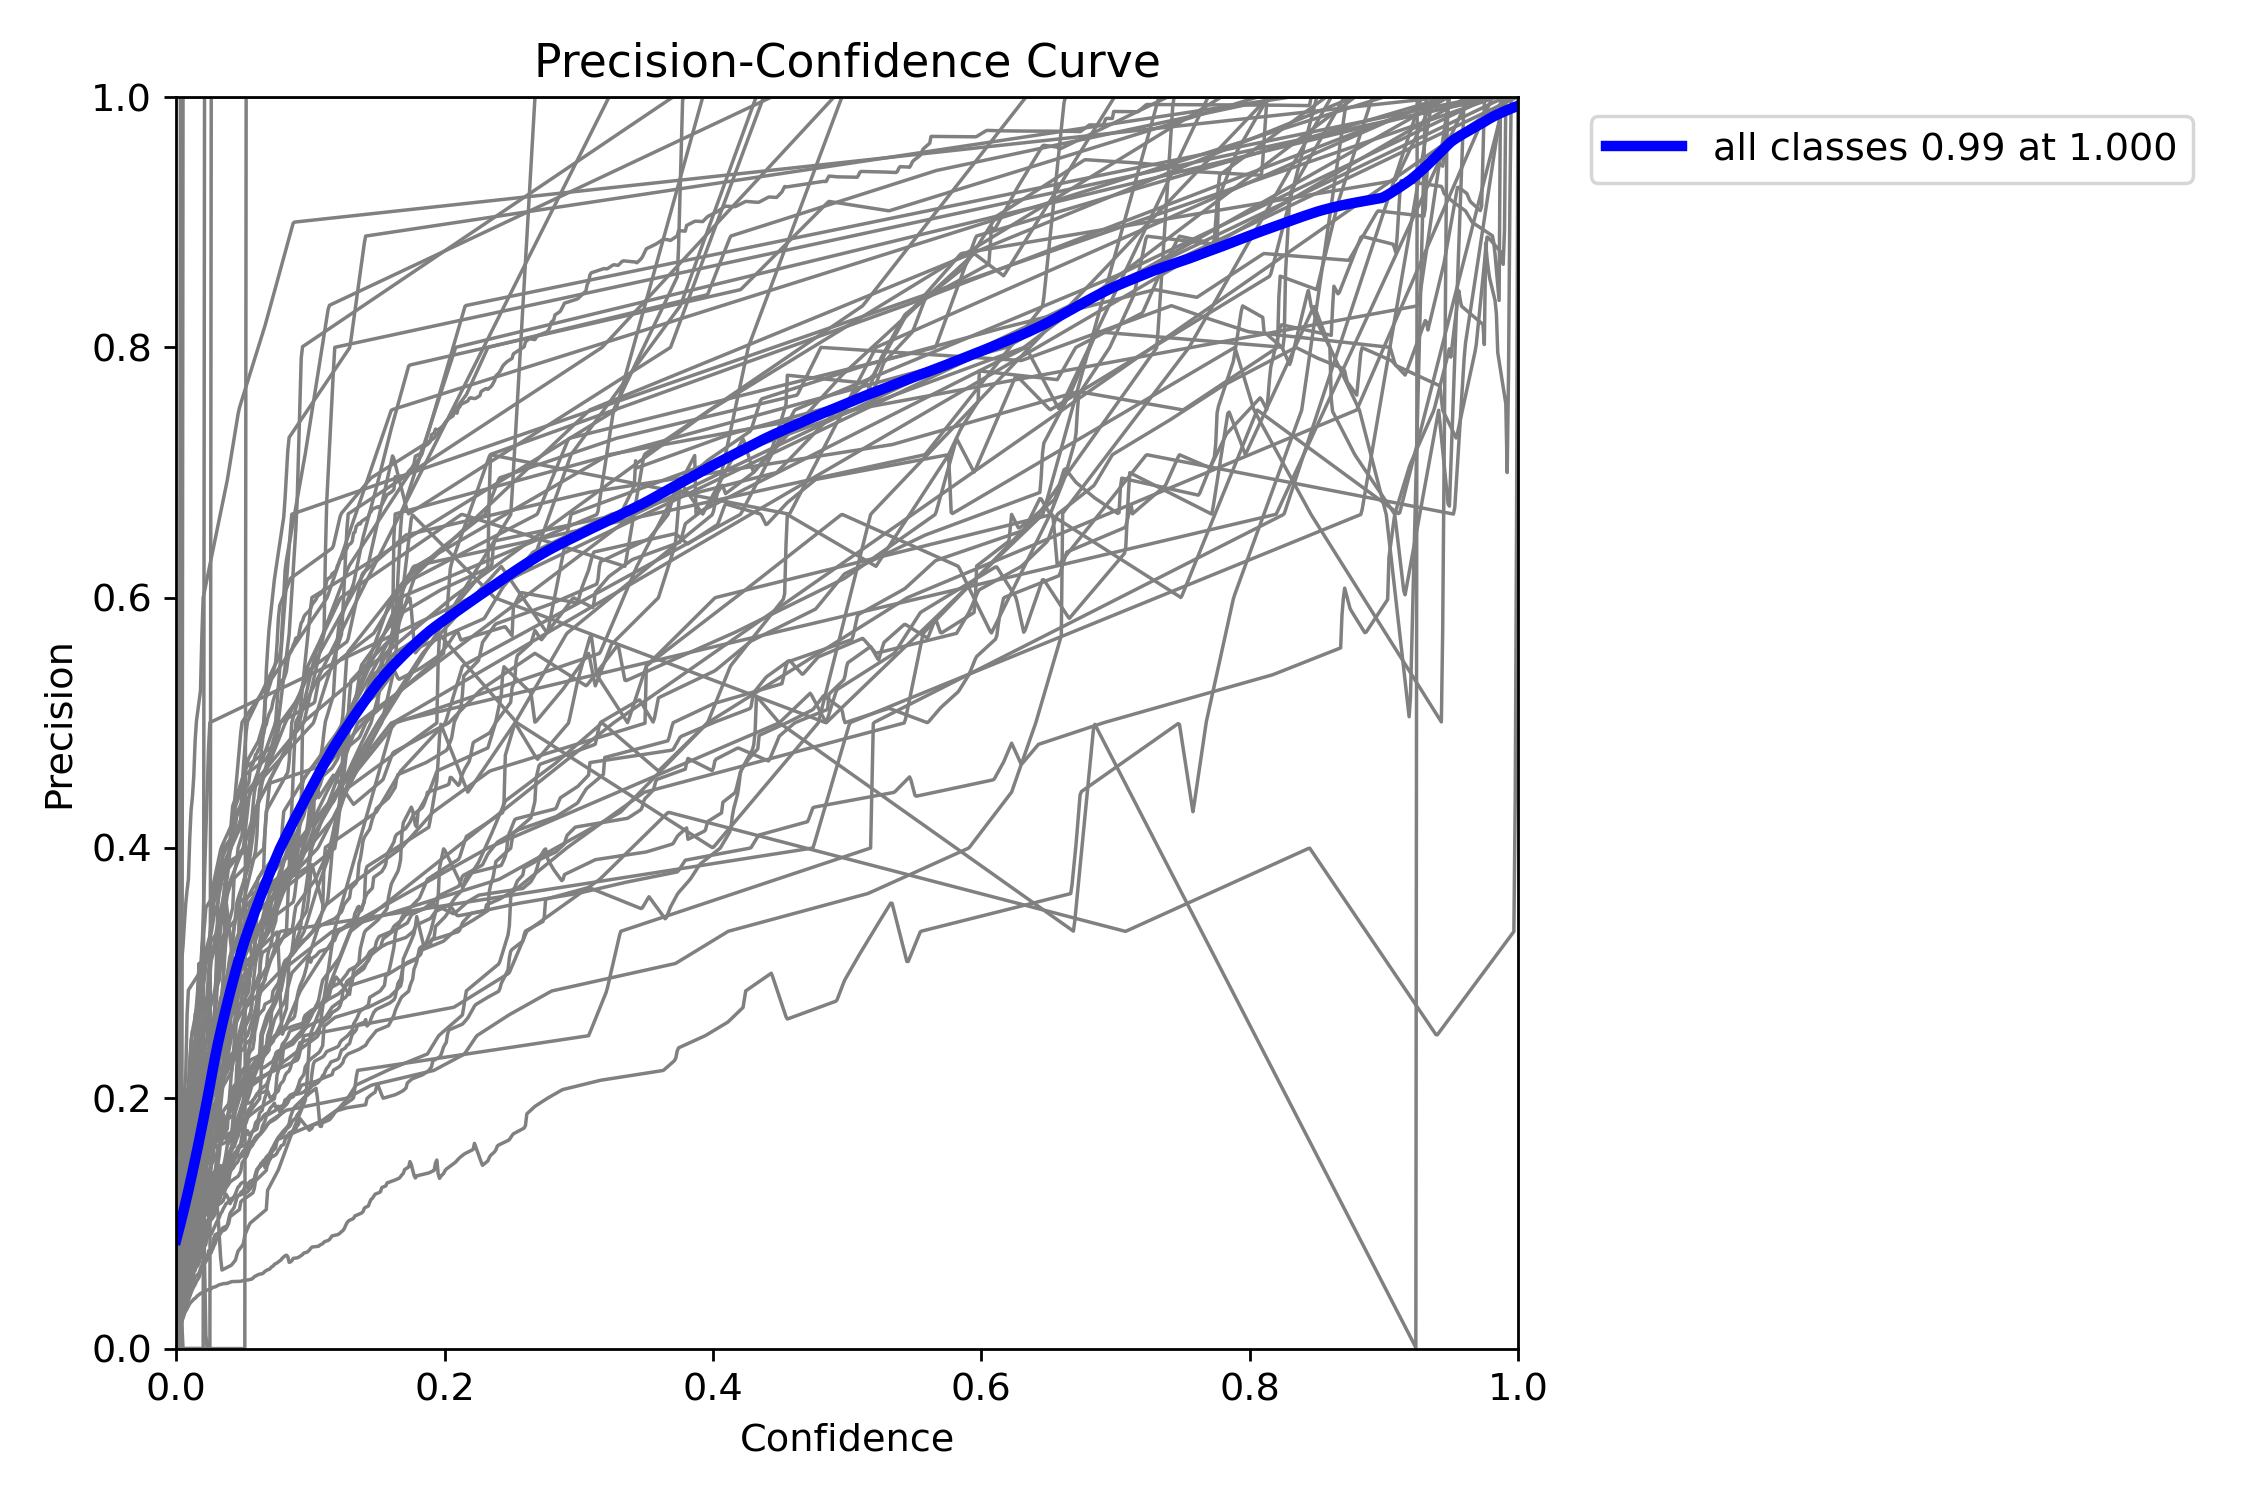 Precision-Confidence Curve
all classes 0.99 at 1.000
1.0
0.8
0.6
0.4
0.2
0.0
Precision
0.0 0.2 0.4 0.6 0.8 1.0
Confidence